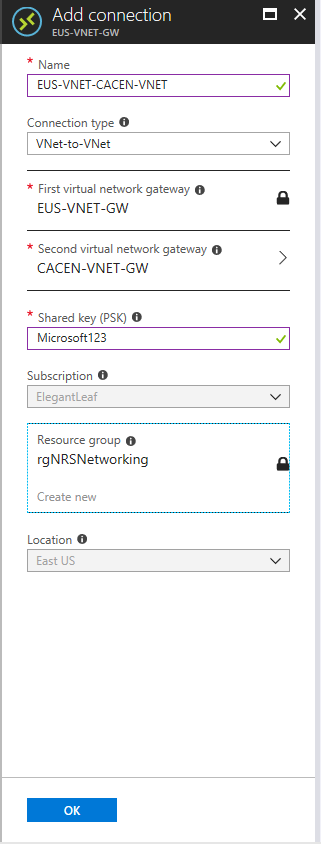 Add connection
EUS-VNET-GW
* Name
EUS-VNET-CACEN-VNET
Connection type
VNet-to-VNet
* First virtual network gateway
EUS-VNET-GW
* Second virtual network gateway
CACEN-VNET-GW
* Shared key (PSK)
Microsoft123
Subscription
ElegantLeaf
Resource group
rgNRSNetworking
Create new
Location
East US
OK